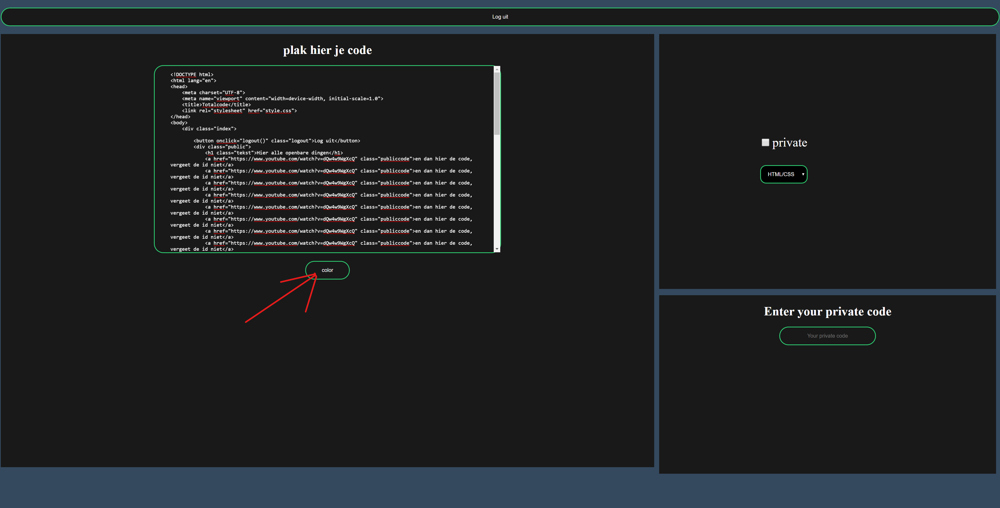 Log uit
plak hier je code
<!DOCTYPE html>
<html lang="en">
<head>
    <meta charset="UTF-8">
    <meta name="viewport" content="width=device-width, initial-scale=1.0">
    <title>Totalcode</title>
    <link rel="stylesheet" href="style.css">
</head>
<body>
    <div class="index">
        <button onclick="logout()" class="logout">Log uit</button>
        <div class="public">
            <h1 class="tekst">Hier alle openbare dingen</h1>
            <a href="https://www.youtube.com/watch?v=dQw4w9WgXcQ" class="publiccode">en dan hier de code,
vergeet de id niet</a>
            <a href="https://www.youtube.com/watch?v=dQw4w9WgXcQ" class="publiccode">en dan hier de code,
vergeet de id niet</a>
            <a href="https://www.youtube.com/watch?v=dQw4w9WgXcQ" class="publiccode">en dan hier de code,
vergeet de id niet</a>
            <a href="https://www.youtube.com/watch?v=dQw4w9WgXcQ" class="publiccode">en dan hier de code,
vergeet de id niet</a>
            <a href="https://www.youtube.com/watch?v=dQw4w9WgXcQ" class="publiccode">en dan hier de code,
vergeet de id niet</a>
            <a href="https://www.youtube.com/watch?v=dQw4w9WgXcQ" class="publiccode">en dan hier de code,
vergeet de id niet</a>
            <a href="https://www.youtube.com/watch?v=dQw4w9WgXcQ" class="publiccode">en dan hier de code,
vergeet de id niet</a>
            <a href="https://www.youtube.com/watch?v=dQw4w9WgXcQ" class="publiccode">en dan hier de code,
vergeet de id niet</a>
color
private
HTML/CSS
Enter your private code
Your private code